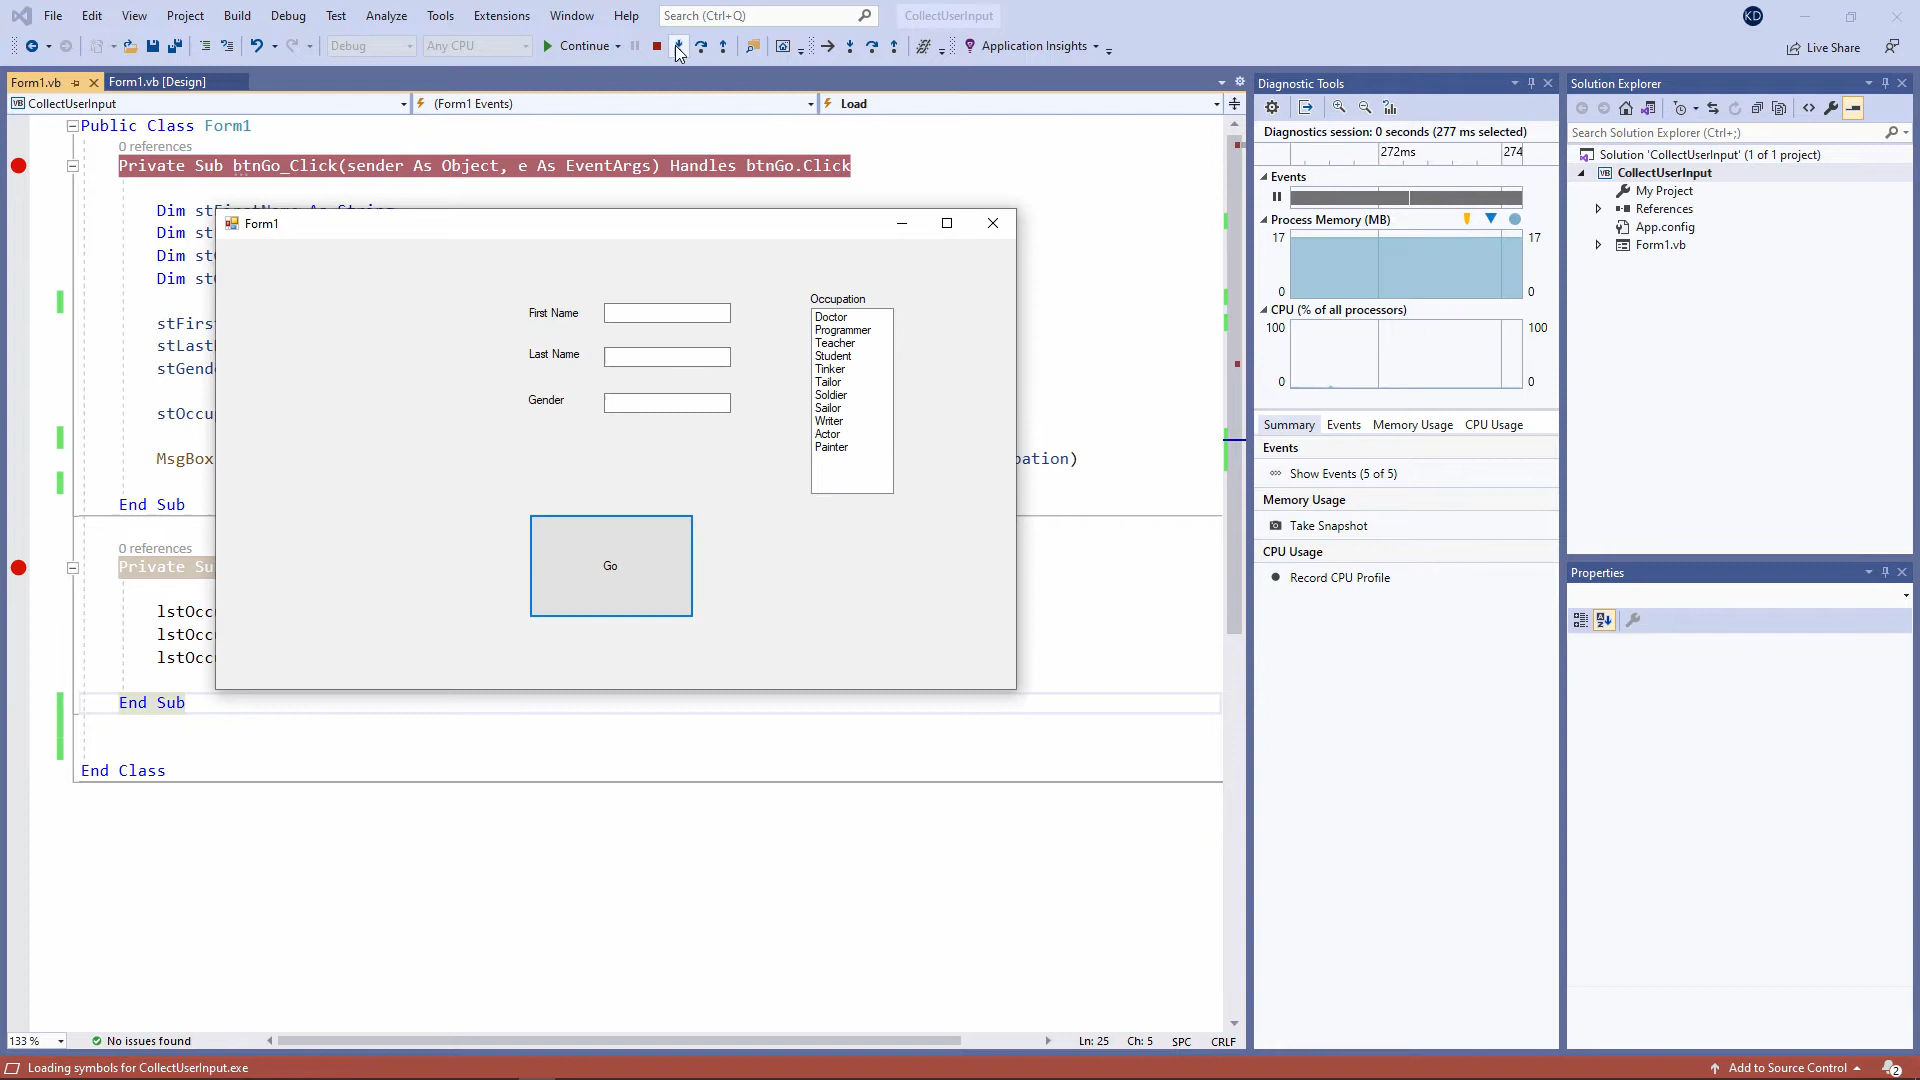 File Edit View Project Build Debug Test Analyze Tools Extensions Window Help Search (Ctrl+Q) CollectUserInput KD
Debug Any CPU Continue Application Insights Live Share
Form1.vb Form1.vb [Design]
VB CollectUserInput (Form1 Events) Load
Public Class Form1
0 references
Private Sub btnGo_Click(sender As Object, e As EventArgs) Handles btnGo.Click
Dim stFirstName As String
Dim st
Dim st
Dim st
stFirs
stLast
stGend
stOccu
MsgBox pation)
End Sub
0 references
Private Su
lstOcc
lstOcc
lstOcc
End Sub
End Class
Form1
First Name
Last Name
Gender
Occupation
Doctor
Programmer
Teacher
Student
Tinker
Tailor
Soldier
Sailor
Writer
Actor
Painter
Go
133 % No issues found Ln: 25 Ch: 5 SPC CRLF
Diagnostic Tools
Diagnostics session: 0 seconds (277 ms selected)
272ms 274
Events
Process Memory (MB)
17 17
0 0
CPU (% of all processors)
100 100
0 0
Summary Events Memory Usage CPU Usage
Events
Show Events (5 of 5)
Memory Usage
Take Snapshot
CPU Usage
Record CPU Profile
Solution Explorer
Search Solution Explorer (Ctrl+;)
Solution 'CollectUserInput' (1 of 1 project)
VB CollectUserInput
My Project
References
App.config
Form1.vb
Properties
Loading symbols for CollectUserInput.exe Add to Source Control 2